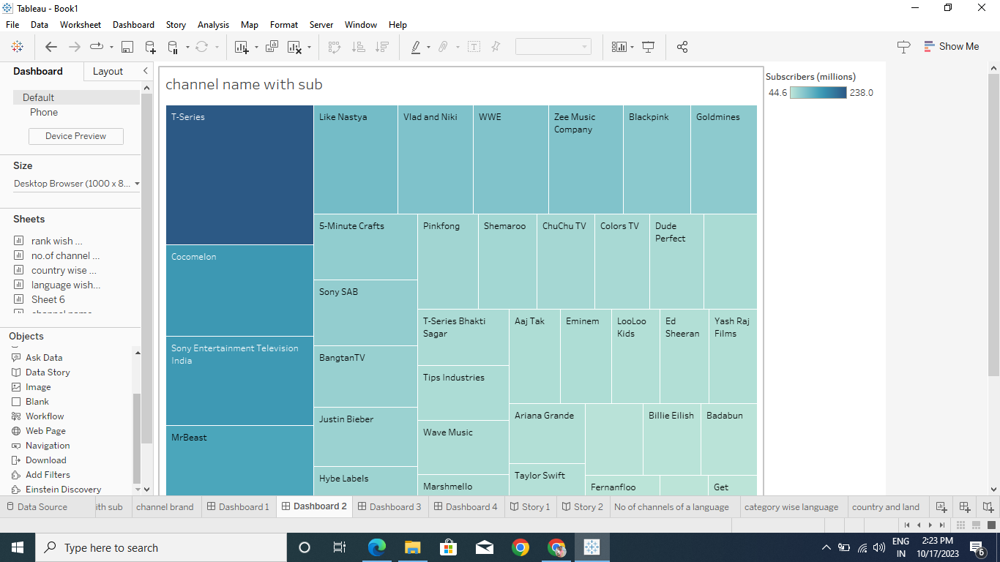 Tableau - Book1
File Data Worksheet Dashboard Story Analysis Map Format Server Window Help
Show Me
Dashboard Layout
Default
Phone
Device Preview
Size
Desktop Browser (1000 x 8...
Sheets
rank wish ...
no.of channel ...
country wise ...
language wish...
Sheet 6
channel name
Objects
Ask Data
Data Story
Image
Blank
Workflow
Web Page
Navigation
Download
Add Filters
Einstein Discovery
channel name with sub
T-Series
Cocomelon
Sony Entertainment Television
India
MrBeast
Like Nastya
Vlad and Niki
WWE
Zee Music
Company
Blackpink
Goldmines
5-Minute Crafts
Sony SAB
BangtanTV
Justin Bieber
Hybe Labels
Pinkfong
Shemaroo
ChuChu TV
Colors TV
Dude
Perfect
T-Series Bhakti
Sagar
Tips Industries
Wave Music
Marshmello
Aaj Tak
Eminem
LooLoo
Kids
Ed
Sheeran
Yash Raj
Films
Ariana Grande
Taylor Swift
Billie Eilish
Badabun
Fernanfloo
Get
Subscribers (millions)
44.6 238.0
Data Source ith sub channel brand Dashboard 1 Dashboard 2 Dashboard 3 Dashboard 4 Story 1 Story 2 No of channels of a language category wise language country and land
Type here to search
ENG
IN
2:23 PM
10/17/2023
6